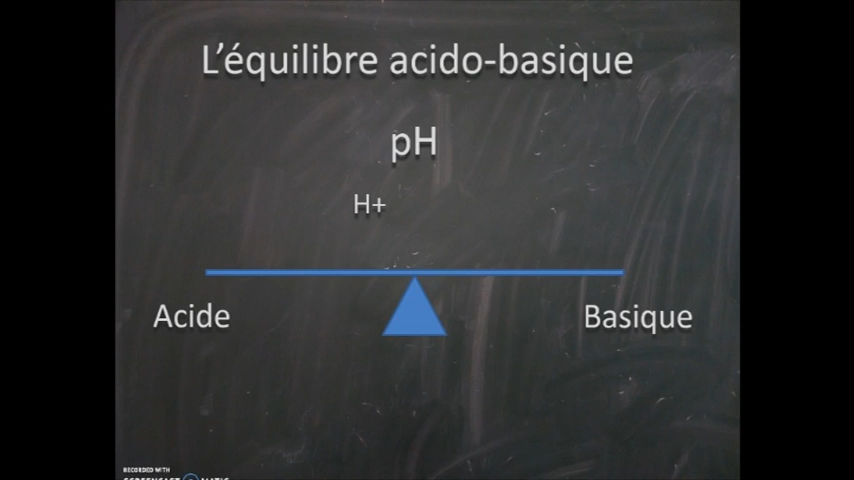 L’équilibre acido-basique
pH
H+
Acide
Basique
RECORDED WITH